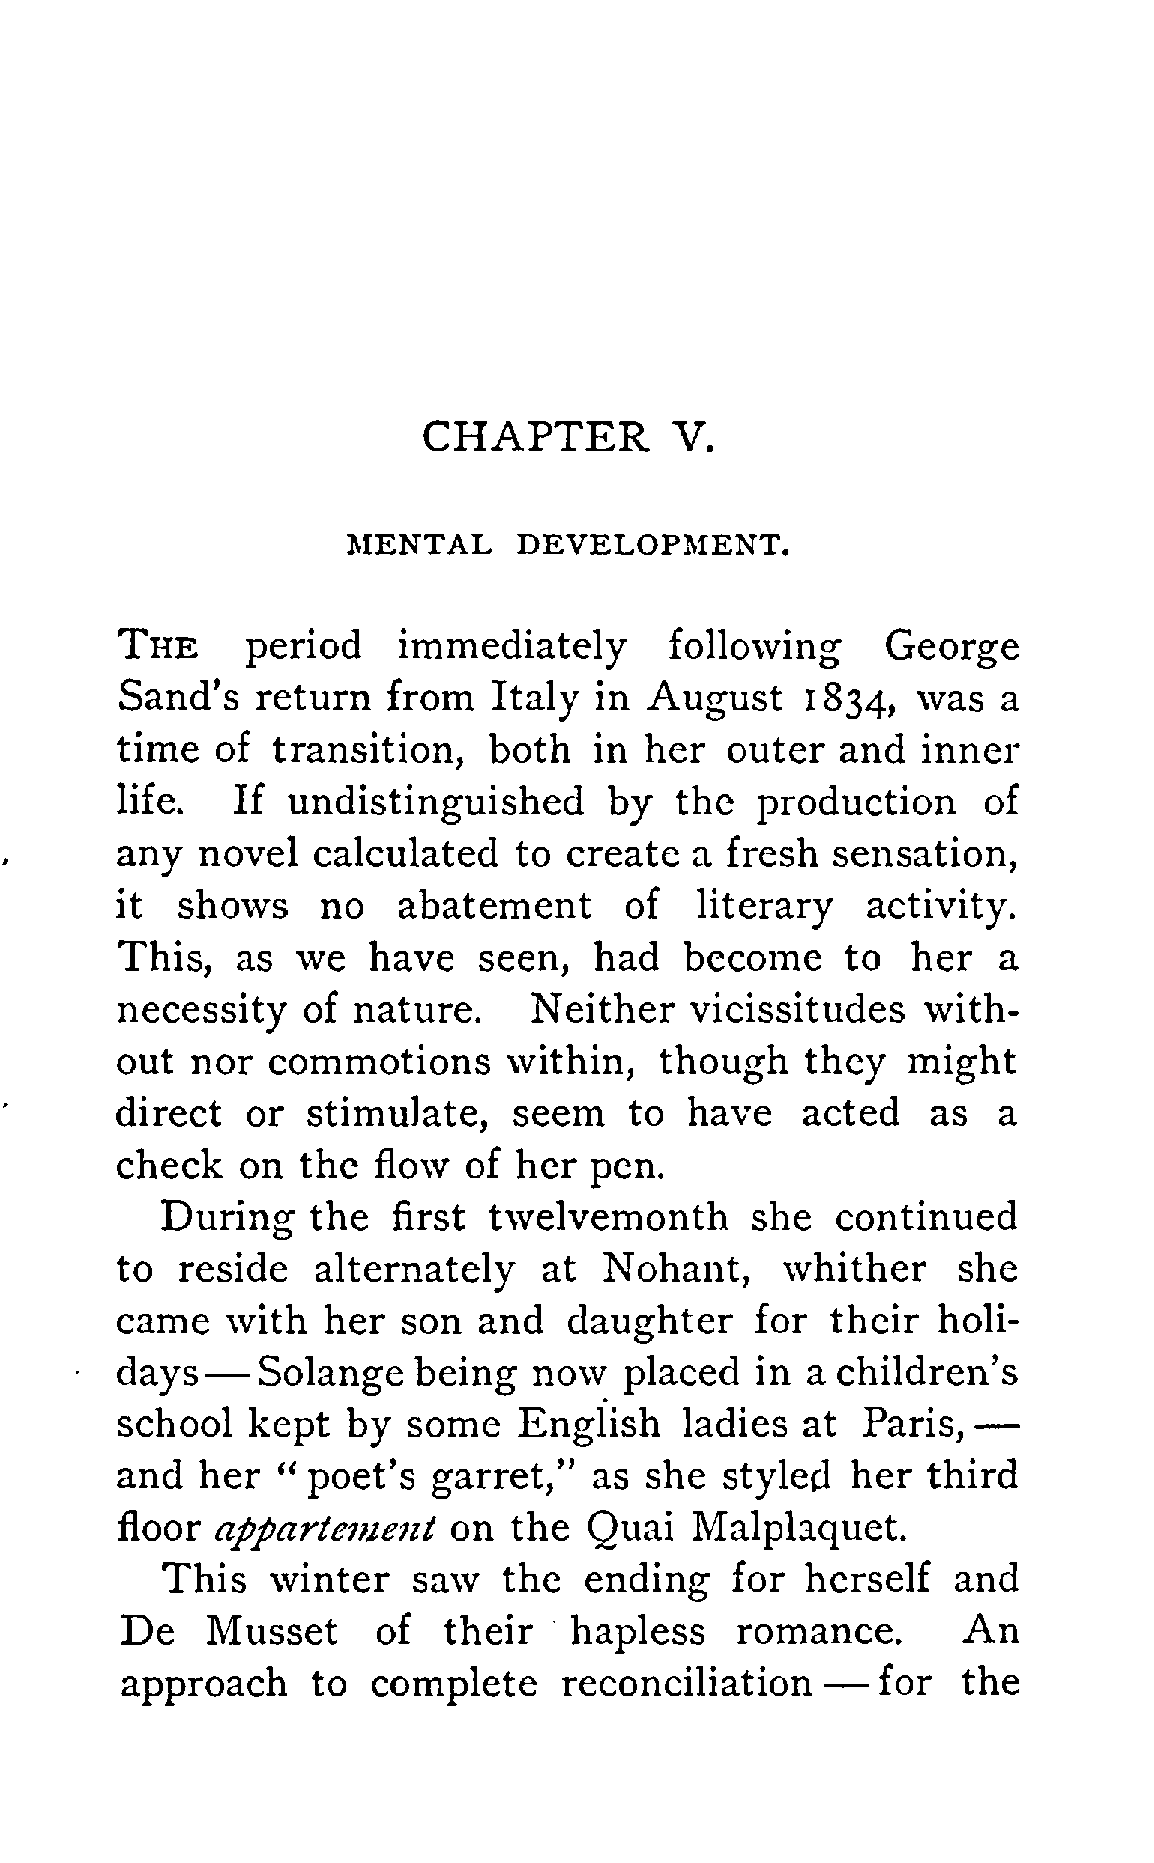 CHAPTER V.
MENTAL DEVELOPMENT.
THE period immediately following George
Sand's return from Italy in August 1834, was a
time of transition, both in her outer and inner
life. If undistinguished by the production of
any novel calculated to create a fresh sensation,
it shows no abatement of literary activity.
This, as we have seen, had become to her a
necessity of nature. Neither vicissitudes with-
out nor commotions within, though they might
direct or stimulate, seem to have acted as a
check on the flow of her pen.
During the first twelvemonth she continued
to reside alternately at Nohant, whither she
came with her son and daughter for their holi-
days—Solange being now placed in a children's
school kept by some English ladies at Paris,—
and her "poet's garret," as she styled her third
floor appartement on the Quai Malplaquet.
This winter saw the ending for herself and
De Musset of their hapless romance. An
approach to complete reconciliation—for the